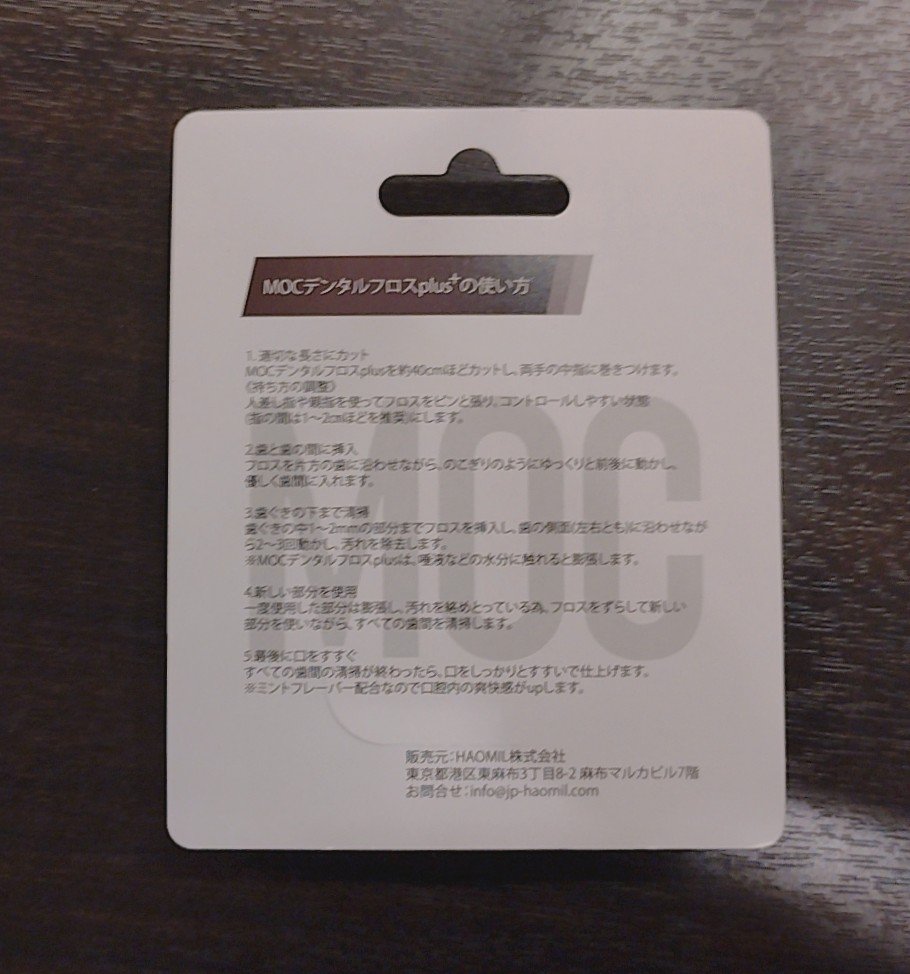 MOCデンタルフロスplus⁺の使い方
1. 適切な長さにカット
MOCデンタルフロスplusを約40cmほどカットし、両手の中指に巻きつけます。
《持ち方の調整》
人差し指や親指を使ってフロスをピンと張り、コントロールしやすい状態
(指の間は1〜2cmほどを推奨)にします。
2.歯と歯の間に挿入
フロスを片方の歯に沿わせながら、のこぎりのようにゆっくりと前後に動かし、
優しく歯間に入れます。
3.歯ぐきの下まで清掃
歯ぐきの中1〜2mmの部分までフロスを挿入し、歯の側面(左右とも)に沿わせなが
ら2〜3回動かし、汚れを除去します。
※MOCデンタルフロスplusは、唾液などの水分に触れると膨張します。
4.新しい部分を使用
一度使用した部分は膨張し、汚れを絡めとっている為、フロスをずらして新しい
部分を使いながら、すべての歯間を清掃します。
5.最後に口をすすぐ
すべての歯間の清掃が終わったら、口をしっかりとすすいで仕上げます。
※ミントフレーバー配合なので口腔内の爽快感がupします。
MOC
販売元：HAOMIL株式会社
東京都港区東麻布3丁目8-2 麻布マルカビル7階
お問合せ：info@jp-haomil.com